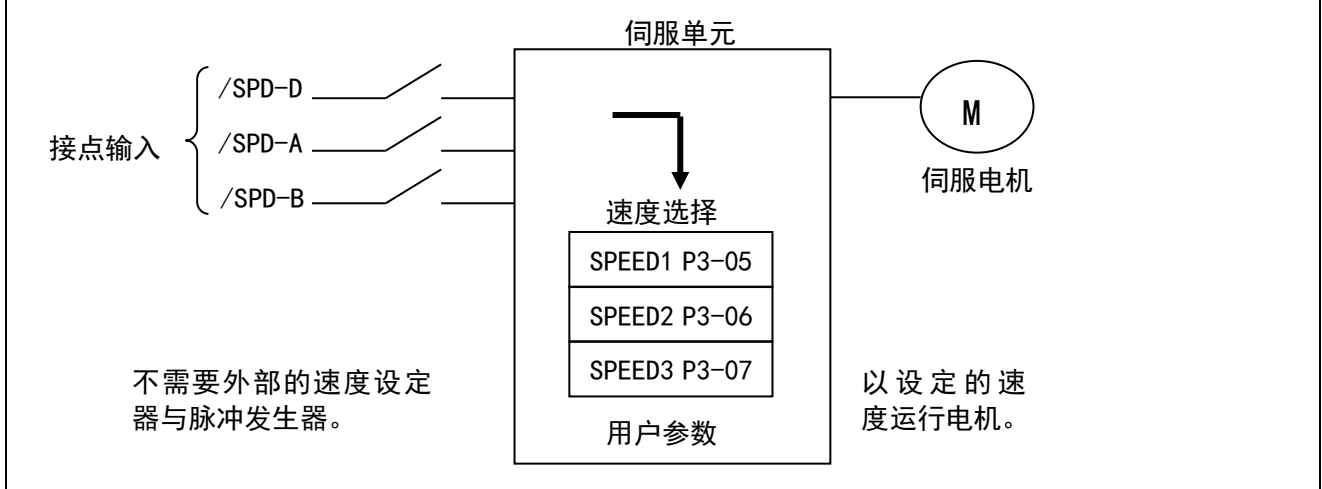 伺服单元
接点输入
/SPD-D
/SPD-A
/SPD-B
M
伺服电机
速度选择
SPEED1 P3-05
SPEED2 P3-06
SPEED3 P3-07
用户参数
不需要外部的速度设定
器与脉冲发生器。
以设定的速
度运行电机。